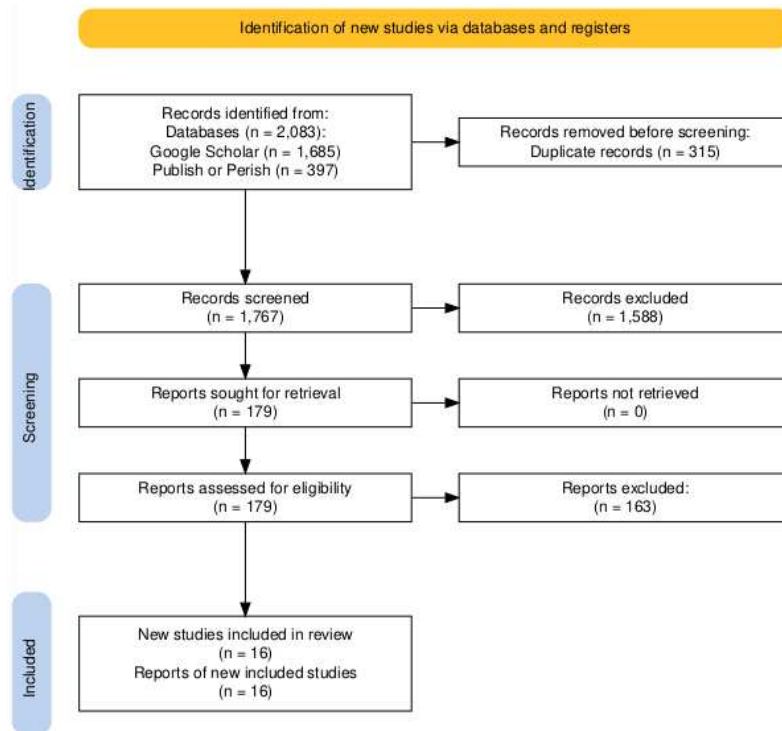 Identification of new studies via databases and registers
Identification
Records identified from:
Databases (n = 2,083):
Google Scholar (n = 1,685)
Publish or Perish (n = 397)
Records removed before screening:
Duplicate records (n = 315)
Screening
Records screened
(n = 1,767)
Records excluded
(n = 1,588)
Reports sought for retrieval
(n = 179)
Reports not retrieved
(n = 0)
Reports assessed for eligibility
(n = 179)
Reports excluded:
(n = 163)
Included
New studies included in review
(n = 16)
Reports of new included studies
(n = 16)